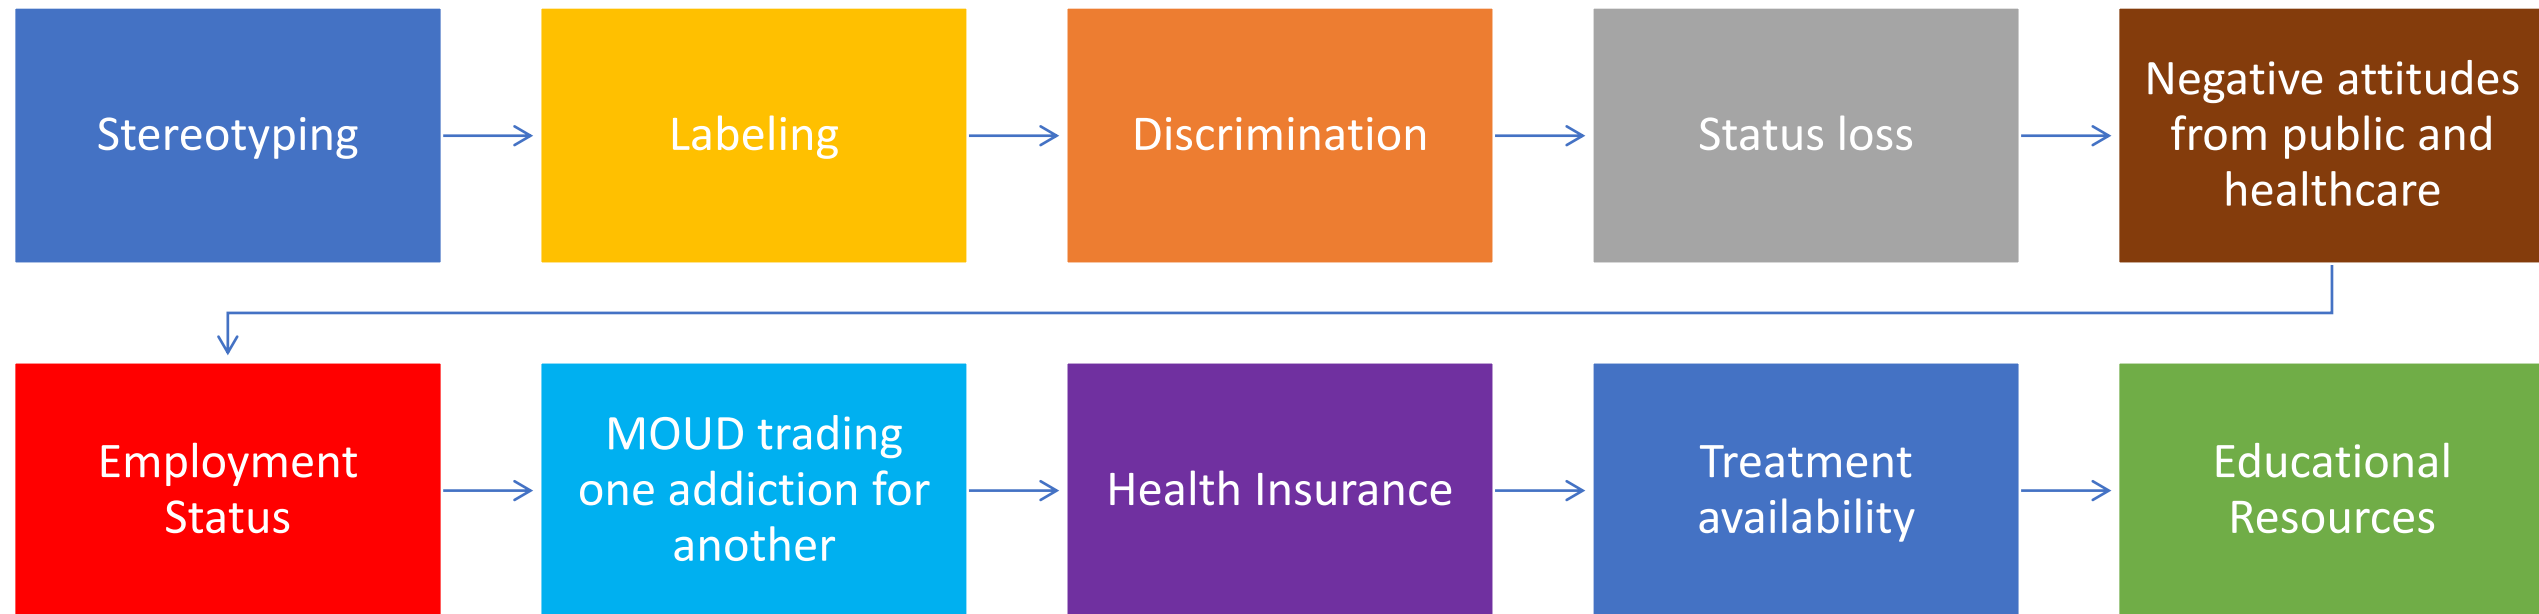 Stereotyping
Labeling
Discrimination
Status loss
Negative attitudes
from public and
healthcare
Employment
Status
MOUD trading
one addiction for
another
Health Insurance
Treatment
availability
Educational
Resources